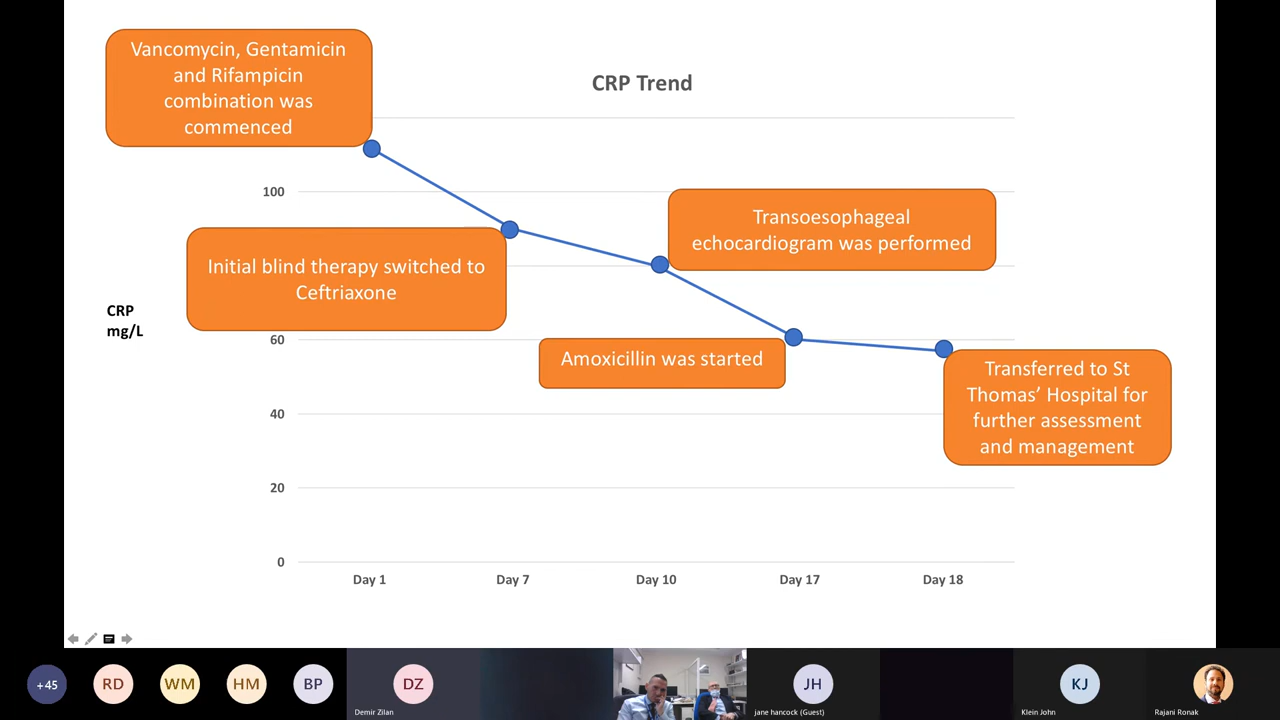 Vancomycin, Gentamicin
and Rifampicin
combination was
commenced
CRP Trend
100
Transoesophageal
echocardiogram was performed
Initial blind therapy switched to
Ceftriaxone
CRP
mg/L
60
Amoxicillin was started
Transferred to St
Thomas’ Hospital for
further assessment
and management
40
20
0
Day 1
Day 7
Day 10
Day 17
Day 18
+45
RD
WM
HM
BP
DZ
Demir Zilan
JH
jane hancock (Guest)
KJ
Klein John
Rajani Ronak